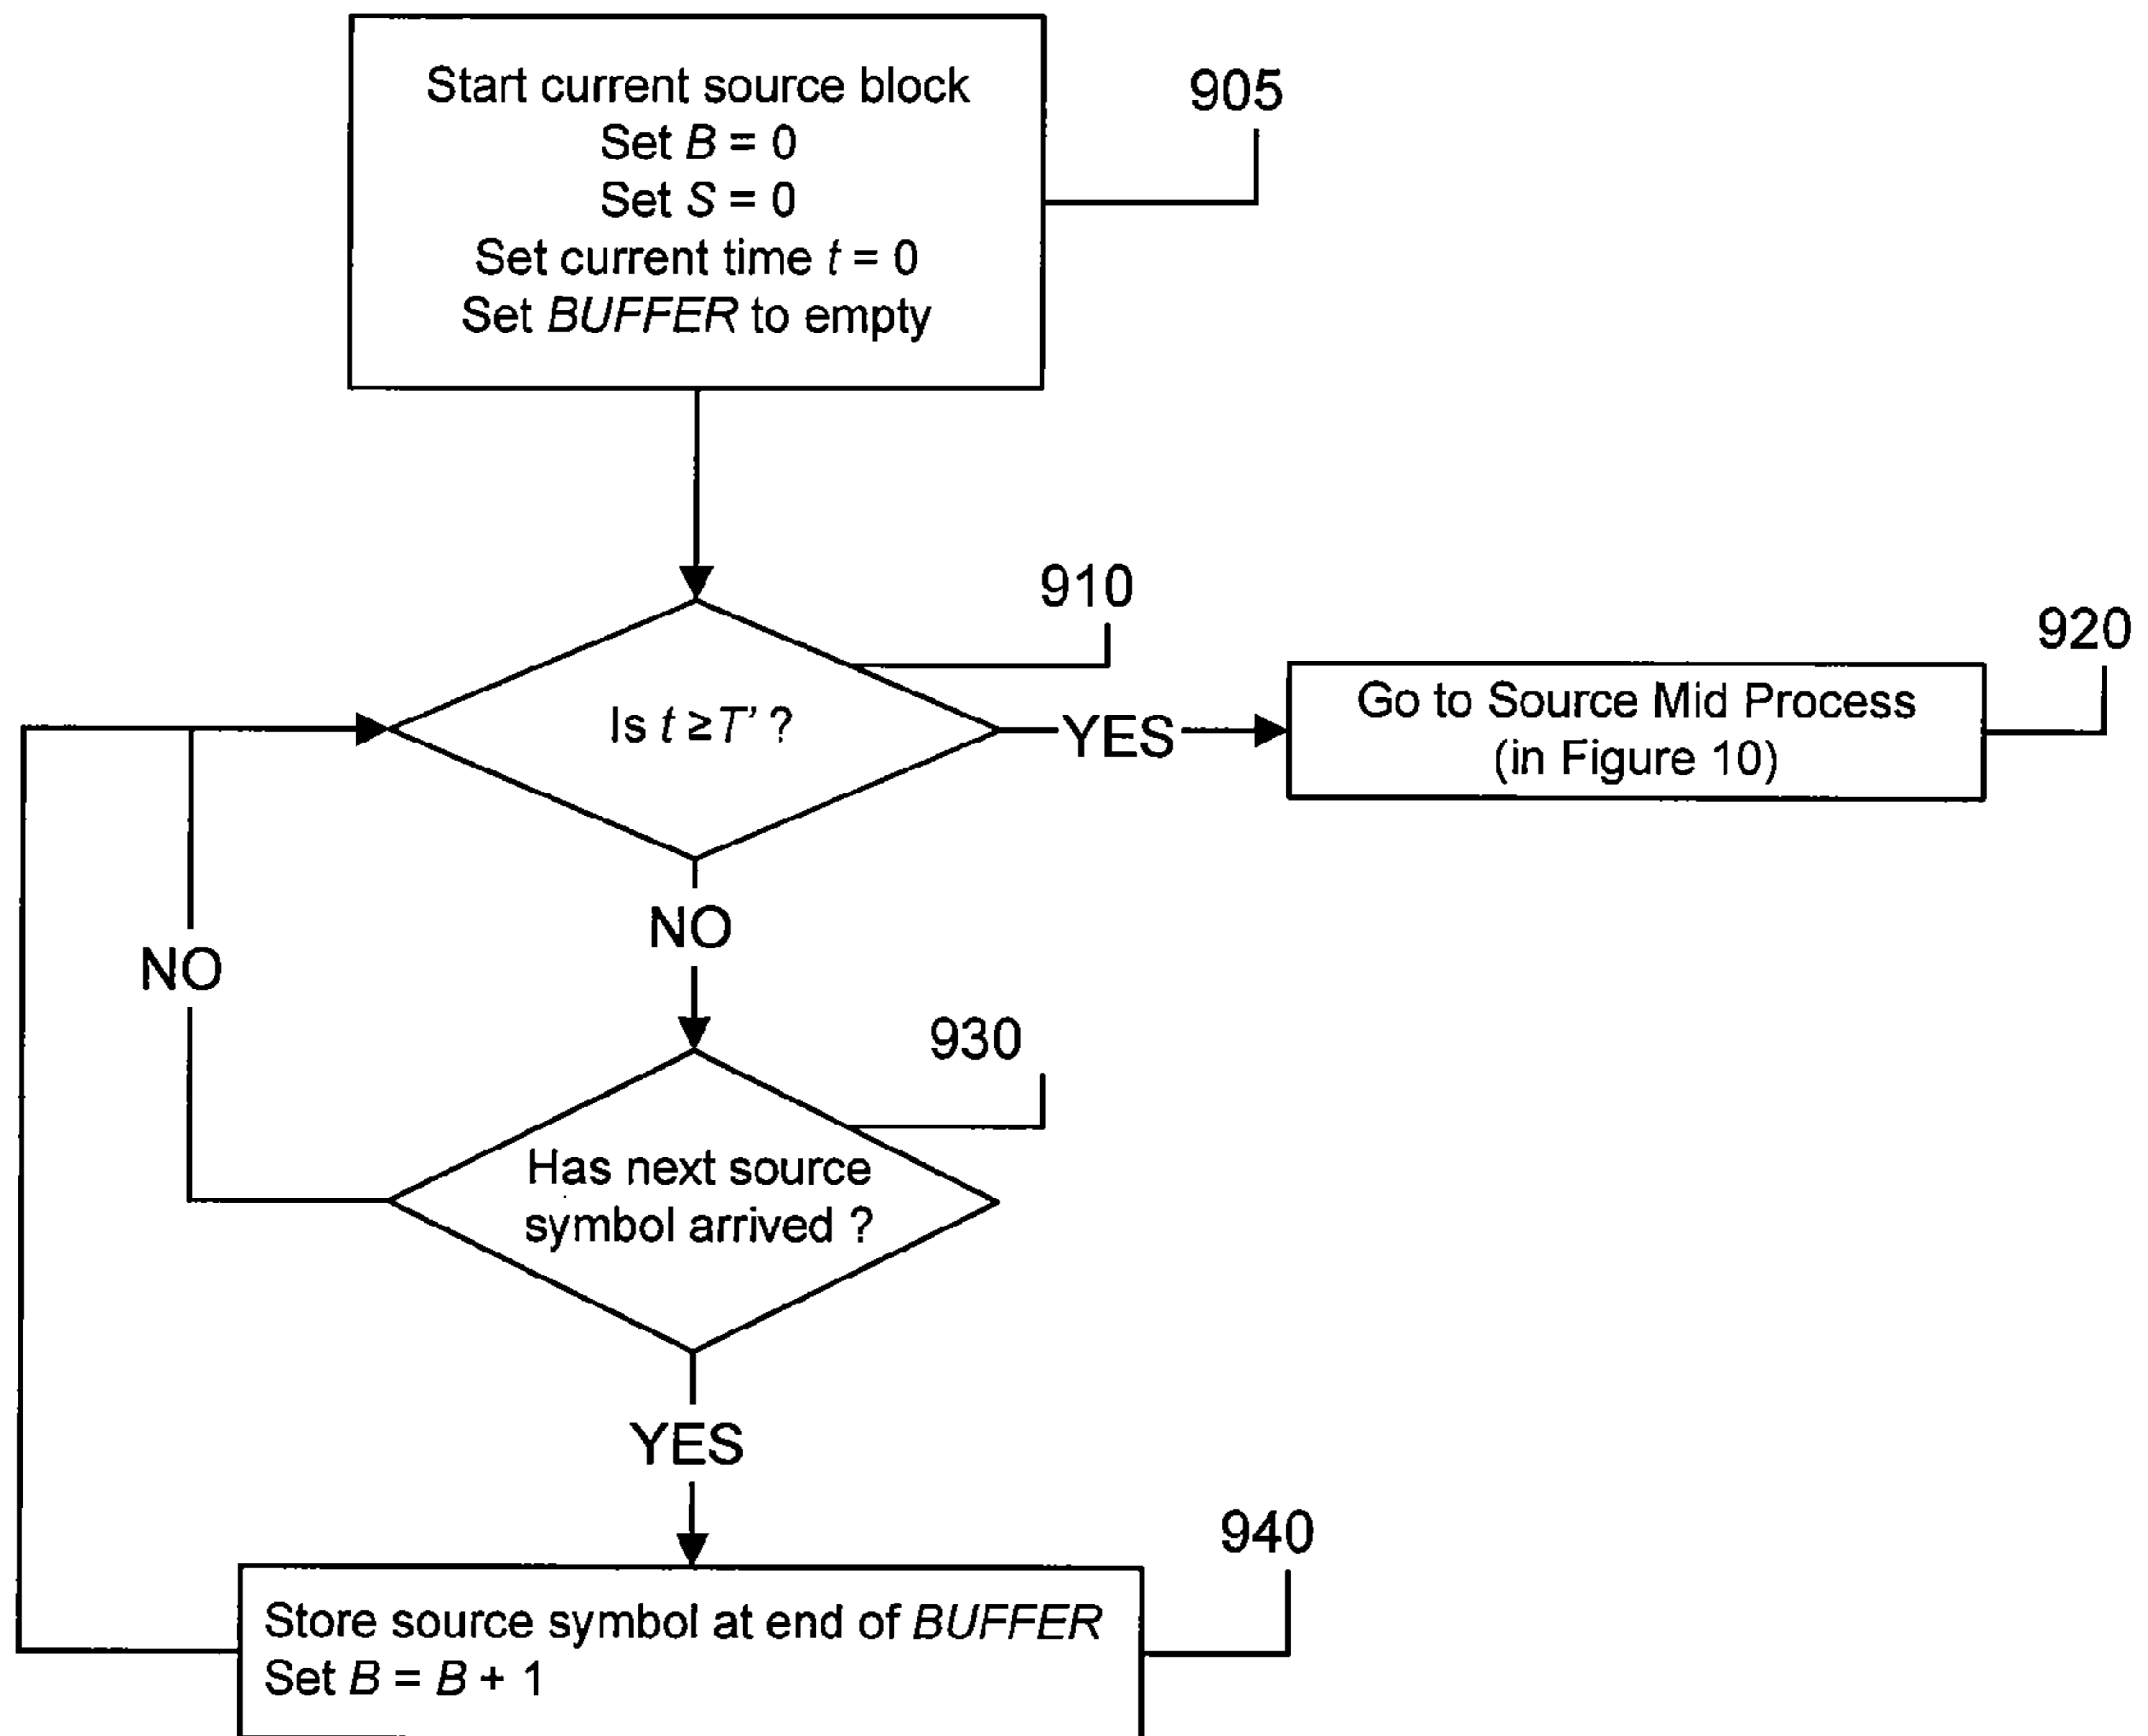 Start current source block
Set B = 0
Set S = 0
Set current time t = 0
Set BUFFER to empty
905
910
920
Is t ≥T' ?
YES
Go to Source Mid Process
(in Figure 10)
NO
NO
930
Has next source
symbol arrived ?
YES
940
Store source symbol at end of BUFFER
Set B = B + 1